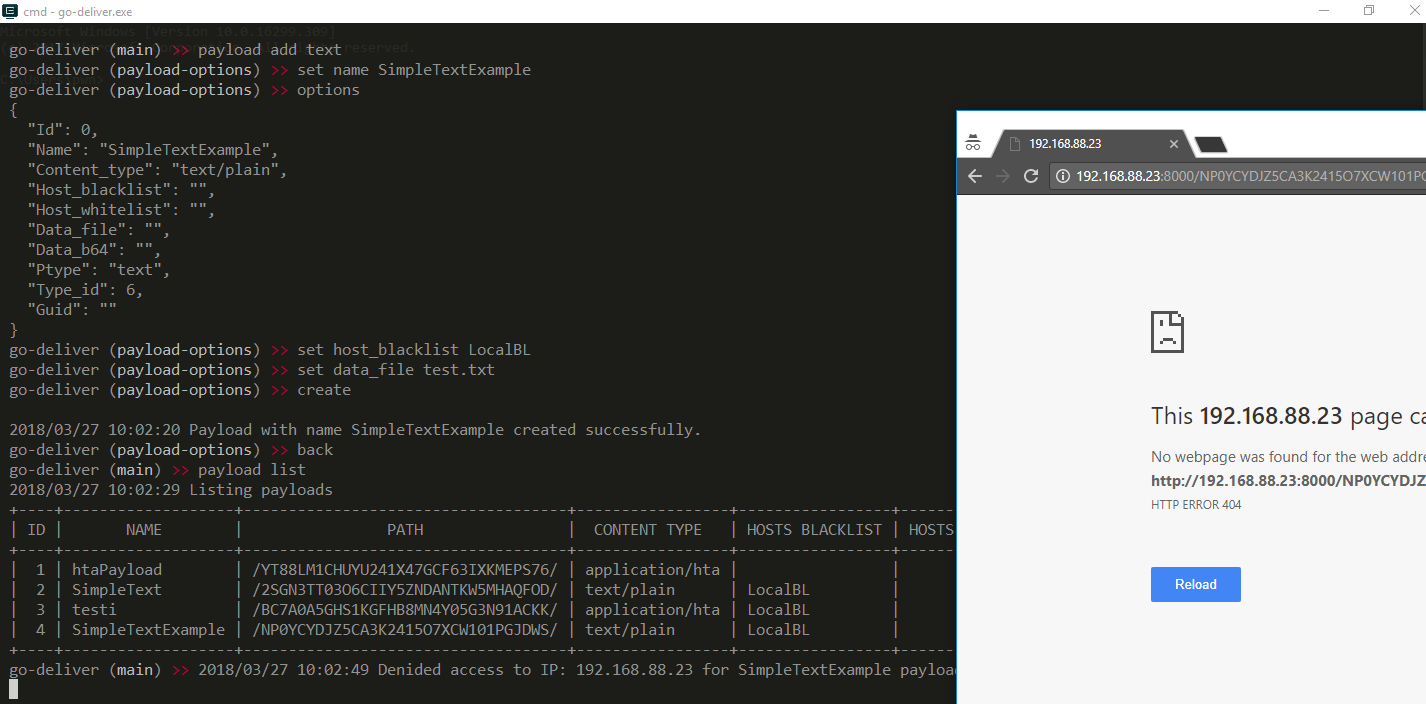 cmd - go-deliver.exe
Microsoft Windows [Version 10.0.16299.309]
reserved.
go-deliver (main) >> payload add text
go-deliver (payload-options) >> set name SimpleTextExample
go-deliver (payload-options) >> options
{
"Id": 0,
"Name": "SimpleTextExample",
"Content_type": "text/plain",
"Host_blacklist": "",
"Host_whitelist": "",
"Data_file": "",
"Data_b64": "",
"Ptype": "text",
"Type_id": 6,
"Guid": ""
}
go-deliver (payload-options) >> set host_blacklist LocalBL
go-deliver (payload-options) >> set data_file test.txt
go-deliver (payload-options) >> create
2018/03/27 10:02:20 Payload with name SimpleTextExample created successfully.
go-deliver (payload-options) >> back
go-deliver (main) >> payload list
2018/03/27 10:02:29 Listing payloads
+----+-------------------+------------------------------------+-----------------+-----------------+------
| ID | NAME | PATH | CONTENT TYPE | HOSTS BLACKLIST | HOSTS
+----+-------------------+------------------------------------+-----------------+-----------------+------
| 1 | htaPayload | /YT88LM1CHUYU241X47GCF63IXKMEPS76/ | application/hta | |
| 2 | SimpleText | /2SGN3TT03O6CIIY5ZNDANTKW5MHAQFOD/ | text/plain | LocalBL |
| 3 | testi | /BC7A0A5GHS1KGFHB8MN4Y05G3N91ACKK/ | application/hta | LocalBL |
| 4 | SimpleTextExample | /NP0YCYDJZ5CA3K2415O7XCW101PGJDWS/ | text/plain | LocalBL |
+----+-------------------+------------------------------------+-----------------+-----------------+------
go-deliver (main) >> 2018/03/27 10:02:49 Denided access to IP: 192.168.88.23 for SimpleTextExample payloa
192.168.88.23
192.168.88.23:8000/NP0YCYDJZ5CA3K2415O7XCW101PG
This 192.168.88.23 page ca
No webpage was found for the web addre
http://192.168.88.23:8000/NP0YCYDJZ
HTTP ERROR 404
Reload